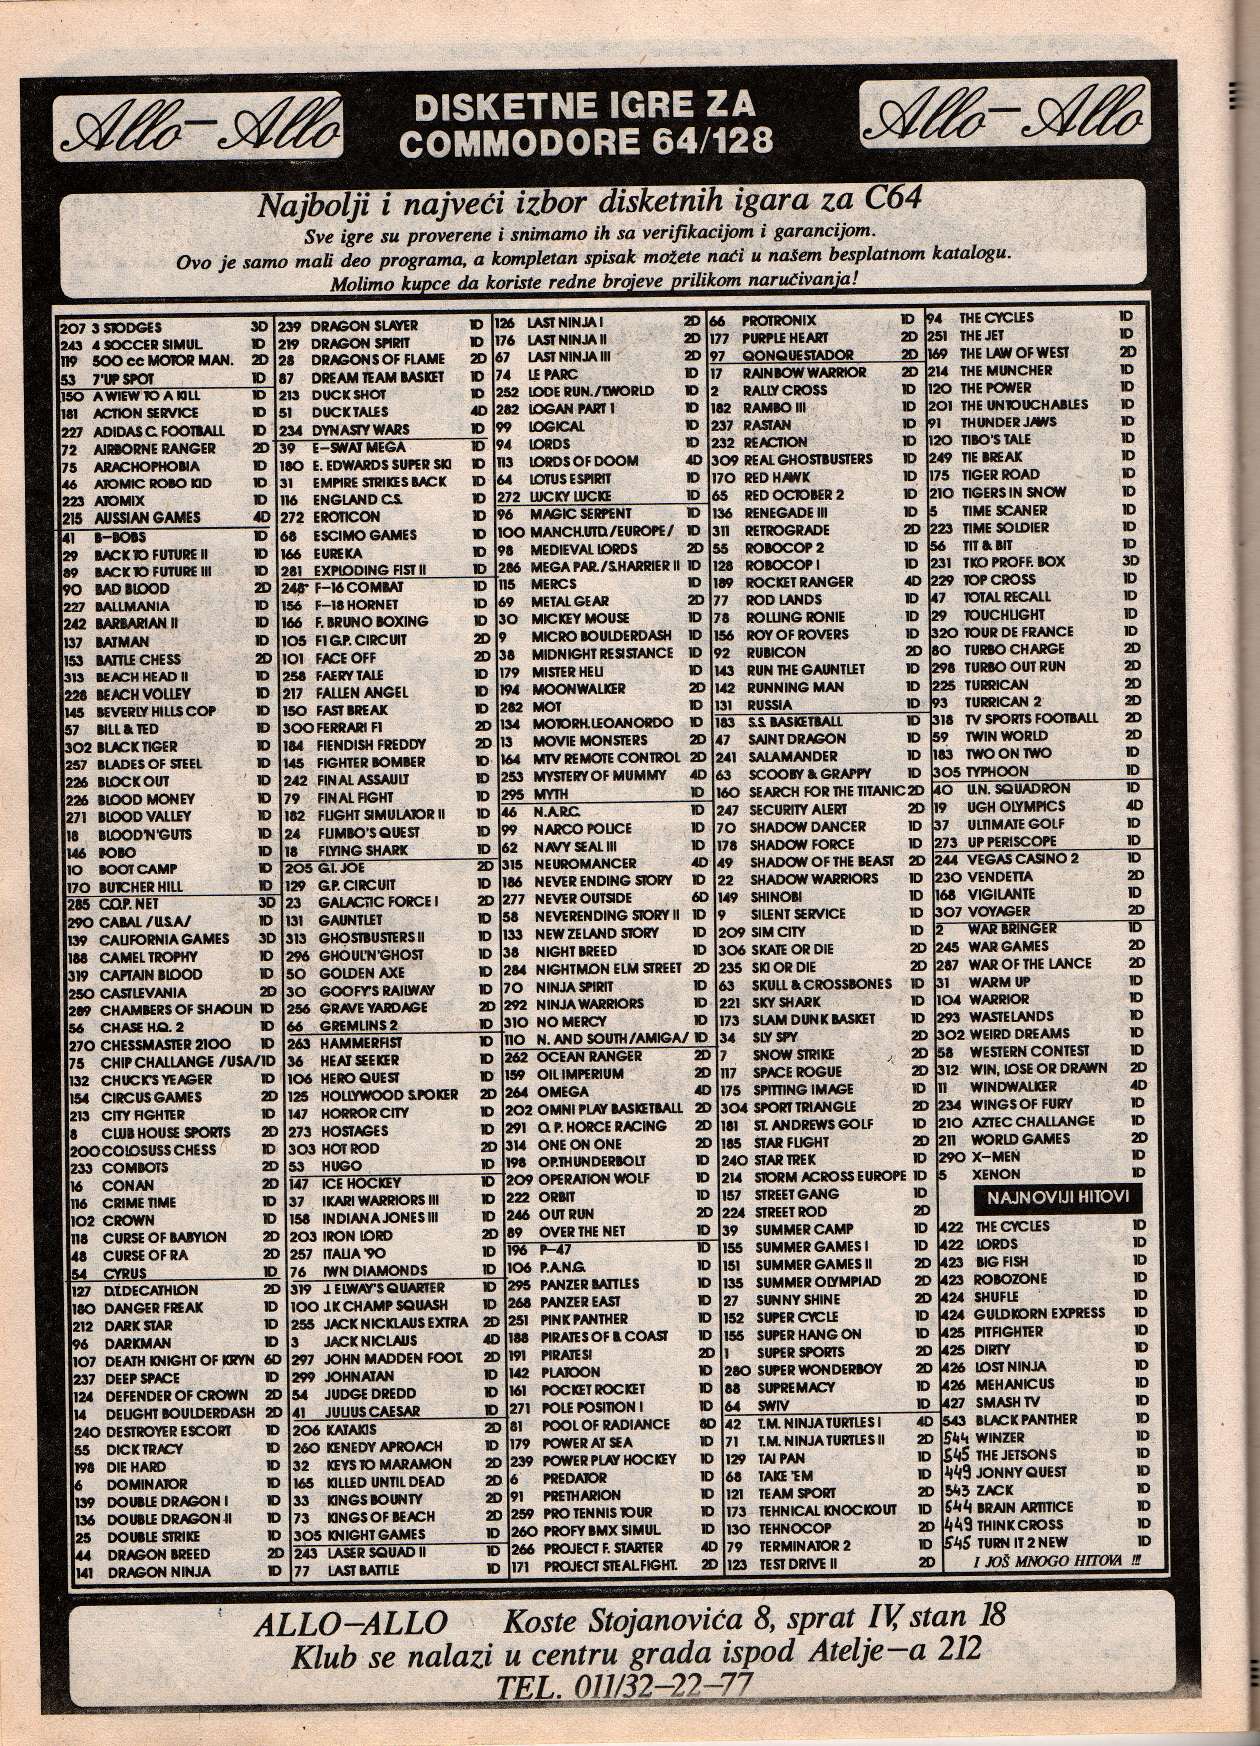 Allo-Allo
DISKETNE IGRE ZA
COMMODORE 64/128
Allo-Allo
Najbolji i najveći izbor disketnih igara za C64
Sve igre su proverene i snimamo ih sa verifikacijom i garancijom.
Ovo je samo mali deo programa, a kompletan spisak možete naći u našem besplatnom katalogu.
Molimo kupce da koriste redne brojeve prilikom naručivanja!
207 3 STODGES 3D
243 4 SOCCER SIMUL 1D
119 500 cc MOTOR MAN. 2D
53 7'UP SPOT 1D
150 A WIEW TO A KILL 1D
181 ACTION SERVICE 1D
227 ADIDAS C. FOOTBALL 1D
72 AIRBORNE RANGER 2D
75 ARACHOPHOBIA 1D
46 ATOMIC ROBO KID 1D
223 ATOMIX 1D
215 AUSSIAN GAMES 4D
41 B-BOBS 1D
29 BACK TO FUTURE II 1D
89 BACK TO FUTURE III 1D
90 BAD BLOOD 2D
227 BALLMANIA 1D
242 BARBARIAN II 1D
137 BATMAN 1D
153 BATTLE CHESS 2D
313 BEACH HEAD II 1D
228 BEACH VOLLEY 1D
145 BEVERLY HILLS COP 1D
57 BILL & TED 1D
302 BLACK TIGER 1D
257 BLADES OF STEEL 1D
226 BLOCK OUT 1D
226 BLOOD MONEY 1D
271 BLOOD VALLEY 1D
18 BLOOD'N'GUTS 1D
146 BOBO 1D
10 BOOT CAMP 1D
170 BUTCHER HILL 1D
285 C.O.P. NET 3D
290 CABAL /U.S.A/ 1D
139 CALIFORNIA GAMES 3D
188 CAMEL TROPHY 1D
319 CAPTAIN BLOOD 1D
250 CASTLEVANIA 2D
289 CHAMBERS OF SHAOLIN 1D
56 CHASE H.Q. 2 1D
270 CHESSMASTER 2100 1D
75 CHIP CHALLANGE /USA/ 1D
132 CHUCK'S YEAGER 1D
154 CIRCUS GAMES 2D
213 CITY FIGHTER 1D
8 CLUB HOUSE SPORTS 2D
200 COLOSUSS CHESS 1D
233 COMBOTS 2D
16 CONAN 2D
116 CRIME TIME 1D
102 CROWN 1D
118 CURSE OF BABYLON 2D
48 CURSE OF RA 2D
54 CYRUS 1D
127 D.T.DECATHLON 2D
180 DANGER FREAK 1D
212 DARK STAR 1D
96 DARKMAN 1D
107 DEATH KNIGHT OF KRYN 6D
237 DEEP SPACE 1D
124 DEFENDER OF CROWN 2D
14 DELIGHT BOULDERDASH 2D
240 DESTROYER ESCORT 1D
55 DICK TRACY 1D
198 DIE HARD 1D
6 DOMINATOR 1D
139 DOUBLE DRAGON I 1D
136 DOUBLE DRAGON II 1D
25 DOUBLE STRIKE 1D
44 DRAGON BREED 2D
141 DRAGON NINJA 1D
239 DRAGON SLAYER 1D
219 DRAGON SPIRIT 1D
28 DRAGONS OF FLAME 2D
87 DREAM TEAM BASKET 1D
213 DUCK SHOT 1D
51 DUCK TALES 4D
234 DYNASTY WARS 1D
39 E-SWAT MEGA 1D
180 E. EDWARDS SUPER SKI 1D
31 EMPIRE STRIKES BACK 1D
116 ENGLAND C.S. 1D
272 EROTICON 1D
68 ESCIMO GAMES 1D
166 EUREKA 1D
281 EXPLODING FIST II 1D
248 F-16 COMBAT 1D
156 F-18 HORNET 1D
166 F. BRUNO BOXING 1D
105 F1 G.P. CIRCUIT 2D
101 FACE OFF 2D
258 FAERY TALE 1D
217 FALLEN ANGEL 1D
150 FAST BREAK 1D
300 FERRARI F1 2D
184 FIENDISH FREDDY 2D
145 FIGHTER BOMBER 1D
242 FINAL ASSAULT 1D
79 FINAL FIGHT 1D
182 FLIGHT SIMULATOR II 1D
24 FLIMBO'S QUEST 1D
18 FLYING SHARK 1D
205 G.I. JOE 2D
129 G.P. CIRCUIT 1D
23 GALACTIC FORCE I 2D
131 GAUNTLET 1D
313 GHOSTBUSTERS II 1D
296 GHOUL'N'GHOST 1D
50 GOLDEN AXE 1D
30 GOOFY'S RAILWAY 1D
256 GRAVE YARDAGE 2D
66 GREMLINS 2 1D
263 HAMMERFIST 1D
36 HEAT SEEKER 1D
106 HERO QUEST 1D
125 HOLLYWOOD S.POKER 2D
147 HORROR CITY 1D
273 HOSTAGES 1D
303 HOT ROD 2D
53 HUGO 1D
147 ICE HOCKEY 1D
37 IKARI WARRIORS III 1D
158 INDIANA JONES III 1D
203 IRON LORD 2D
257 ITALIA '90 1D
76 IWN DIAMONDS 1D
319 J. ELWAY'S QUARTER 1D
100 J.K CHAMP SQUASH 1D
255 JACK NICKLAUS EXTRA 2D
3 JACK NICLAUS 4D
297 JOHN MADDEN FOOT. 2D
299 JOHNATAN 1D
54 JUDGE DREDD 1D
41 JULIUS CAESAR 1D
206 KATAKIS 2D
260 KENEDY APROACH 1D
32 KEYS TO MARAMON 2D
165 KILLED UNTIL DEAD 2D
33 KINGS BOUNTY 2D
73 KINGS OF BEACH 2D
305 KNIGHT GAMES 1D
243 LASER SQUAD II 1D
77 LAST BATTLE 1D
126 LAST NINJA I 2D
176 LAST NINJA II 2D
67 LAST NINJA III 2D
74 LE PARC 1D
252 LODE RUN./T.WORLD 1D
282 LOGAN PART 1 1D
99 LOGICAL 1D
94 LORDS 1D
113 LORDS OF DOOM 4D
64 LOTUS ESPIRIT 1D
272 LUCKY LUCKE 1D
96 MAGIC SERPENT 1D
100 MANCH.UTD./EUROPE/ 1D
98 MEDIEVAL LORDS 2D
286 MEGA PAR./S.HARRIER II 1D
115 MERCS 1D
69 METAL GEAR 2D
30 MICKEY MOUSE 1D
9 MICRO BOULDERDASH 1D
38 MIDNIGHT RESISTANCE 1D
179 MISTER HELI 1D
194 MOONWALKER 2D
282 MOT 1D
134 MOTORH.LEOANORDO 1D
13 MOVIE MONSTERS 2D
164 MTV REMOTE CONTROL 2D
253 MYSTERY OF MUMMY 4D
295 MYTH 1D
46 N.A.R.C. 1D
99 NARCO POLICE 1D
62 NAVY SEAL III 1D
315 NEUROMANCER 4D
186 NEVER ENDING STORY 1D
277 NEVER OUTSIDE 6D
58 NEVERENDING STORY II 1D
133 NEW ZELAND STORY 1D
38 NIGHT BREED 1D
284 NIGHTM.ON ELM STREET 2D
70 NINJA SPIRIT 1D
292 NINJA WARRIORS 1D
310 NO MERCY 1D
110 N. AND SOUTH/AMIGA/ 1D
262 OCEAN RANGER 2D
159 OIL IMPERIUM 2D
264 OMEGA 4D
202 OMNI PLAY BASKETBALL 2D
291 O. P. HORCE RACING 2D
314 ONE ON ONE 2D
198 OP.THUNDERBOLT 1D
209 OPERATION WOLF 1D
222 ORBIT 1D
246 OUT RUN 2D
89 OVER THE NET 1D
196 P-47 1D
106 P.A.N.G. 1D
295 PANZER BATTLES 1D
268 PANZER EAST 1D
251 PINK PANTHER 1D
188 PIRATES OF B. COAST 1D
191 PIRATES! 2D
142 PLATOON 1D
161 POCKET ROCKET 1D
271 POLE POSITION I 1D
81 POOL OF RADIANCE 8D
179 POWER AT SEA 1D
239 POWER PLAY HOCKEY 1D
6 PREDATOR 1D
91 PRETHARION 1D
259 PRO TENNIS TOUR 1D
260 PROFY BMX SIMUL 1D
266 PROJECT F. STARTER 4D
171 PROJECT STEAL.FIGHT. 2D
66 PROTRONIX 1D
177 PURPLE HEART 2D
97 QONQUESTADOR 2D
17 RAINBOW WARRIOR 2D
2 RALLY CROSS 1D
182 RAMBO III 1D
237 RASTAN 1D
232 REACTION 1D
309 REAL GHOSTBUSTERS 1D
170 RED HAWK 1D
65 RED OCTOBER 2 1D
136 RENEGADE III 1D
311 RETROGRADE 2D
55 ROBOCOP 2 1D
128 ROBOCOP I 1D
189 ROCKET RANGER 4D
77 ROD LANDS 1D
78 ROLLING RONIE 1D
156 ROY OF ROVERS 1D
92 RUBICON 2D
143 RUN THE GAUNTLET 1D
142 RUNNING MAN 1D
131 RUSSIA 1D
183 S.S. BASKETBALL 1D
47 SAINT DRAGON 1D
241 SALAMANDER 1D
63 SCOOBY & GRAPPY 1D
160 SEARCH FOR THE TITANIC 2D
247 SECURITY ALERT 2D
70 SHADOW DANCER 1D
178 SHADOW FORCE 1D
49 SHADOW OF THE BEAST 2D
22 SHADOW WARRIORS 1D
149 SHINOBI 1D
9 SILENT SERVICE 1D
209 SIM CITY 1D
306 SKATE OR DIE 2D
235 SKI OR DIE 2D
63 SKULL & CROSSBONES 1D
221 SKY SHARK 1D
173 SLAM DUNK BASKET 1D
34 SLY SPY 2D
7 SNOW STRIKE 2D
117 SPACE ROGUE 2D
175 SPITTING IMAGE 1D
304 SPORT TRIANGLE 2D
181 ST. ANDREWS GOLF 1D
185 STAR FLIGHT 2D
240 STAR TREK 1D
214 STORM ACROSS EUROPE 1D
157 STREET GANG 1D
224 STREET ROD 2D
39 SUMMER CAMP 1D
155 SUMMER GAMES I 1D
151 SUMMER GAMES II 2D
135 SUMMER OLYMPIAD 2D
27 SUNNY SHINE 2D
152 SUPER CYCLE 1D
155 SUPER HANG ON 1D
1 SUPER SPORTS 2D
280 SUPER WONDERBOY 1D
88 SUPREMACY 1D
64 SWIV 1D
42 T.M. NINJA TURTLES I 4D
71 T.M. NINJA TURTLES II 2D
129 TAI PAN 1D
68 TAKE 'EM 1D
121 TEAM SPORT 2D
173 TEHNICAL KNOCKOUT 1D
130 TEHNOCOP 2D
79 TERMINATOR 2 1D
123 TEST DRIVE II 2D
94 THE CYCLES 1D
251 THE JET 1D
169 THE LAW OF WEST 2D
214 THE MUNCHER 1D
120 THE POWER 1D
201 THE UNTOUCHABLES 1D
91 THUNDER JAWS 1D
120 TIBO'S TALE 1D
249 TIE BREAK 1D
175 TIGER ROAD 1D
210 TIGERS IN SNOW 1D
5 TIME SCANER 1D
223 TIME SOLDIER 1D
56 TIT & BIT 1D
231 TKO PROFF. BOX 3D
229 TOP CROSS 1D
47 TOTAL RECALL 1D
29 TOUCHLIGHT 1D
320 TOUR DE FRANCE 1D
80 TURBO CHARGE 2D
298 TURBO OUT RUN 2D
225 TURRICAN 2D
93 TURRICAN 2 2D
318 TV SPORTS FOOTBALL 2D
59 TWIN WORLD 2D
183 TWO ON TWO 1D
305 TYPHOON 1D
40 U.N. SQUADRON 1D
19 UGH OLYMPICS 4D
37 ULTIMATE GOLF 1D
273 UP PERISCOPE 1D
244 VEGAS CASINO 2 1D
230 VENDETTA 2D
168 VIGILANTE 1D
307 VOYAGER 2D
2 WAR BRINGER 1D
245 WAR GAMES 2D
287 WAR OF THE LANCE 2D
31 WARM UP 1D
104 WARRIOR 1D
293 WASTELANDS 1D
302 WEIRD DREAMS 1D
58 WESTERN CONTEST 1D
312 WIN, LOSE OR DRAWN 2D
11 WINDWALKER 4D
234 WINGS OF FURY 1D
210 AZTEC CHALLANGE 1D
211 WORLD GAMES 2D
290 X-MEN 1D
5 XENON 1D
NAJNOVIJI HITOVI
422 THE CYCLES 1D
422 LORDS 1D
423 BIG FISH 1D
423 ROBOZONE 1D
424 SHUFLE 1D
424 GULDKORN EXPRESS 1D
425 PITFIGHTER 1D
425 DIRTY 1D
426 LOST NINJA 1D
426 MEHANICUS 1D
427 SMASH TV 1D
543 BLACK PANTHER 1D
544 WINZER 1D
545 THE JETSONS 1D
449 JONNY QUEST 1D
543 ZACK 1D
544 BRAIN ARTITICE 1D
449 THINK CROSS 1D
545 TURN IT 2 NEW 1D
I JOŠ MNOGO HITOVA !!!
ALLO-ALLO Koste Stojanovića 8, sprat IV, stan 18
Klub se nalazi u centru grada ispod Atelje-a 212
TEL. 011/32-22-77